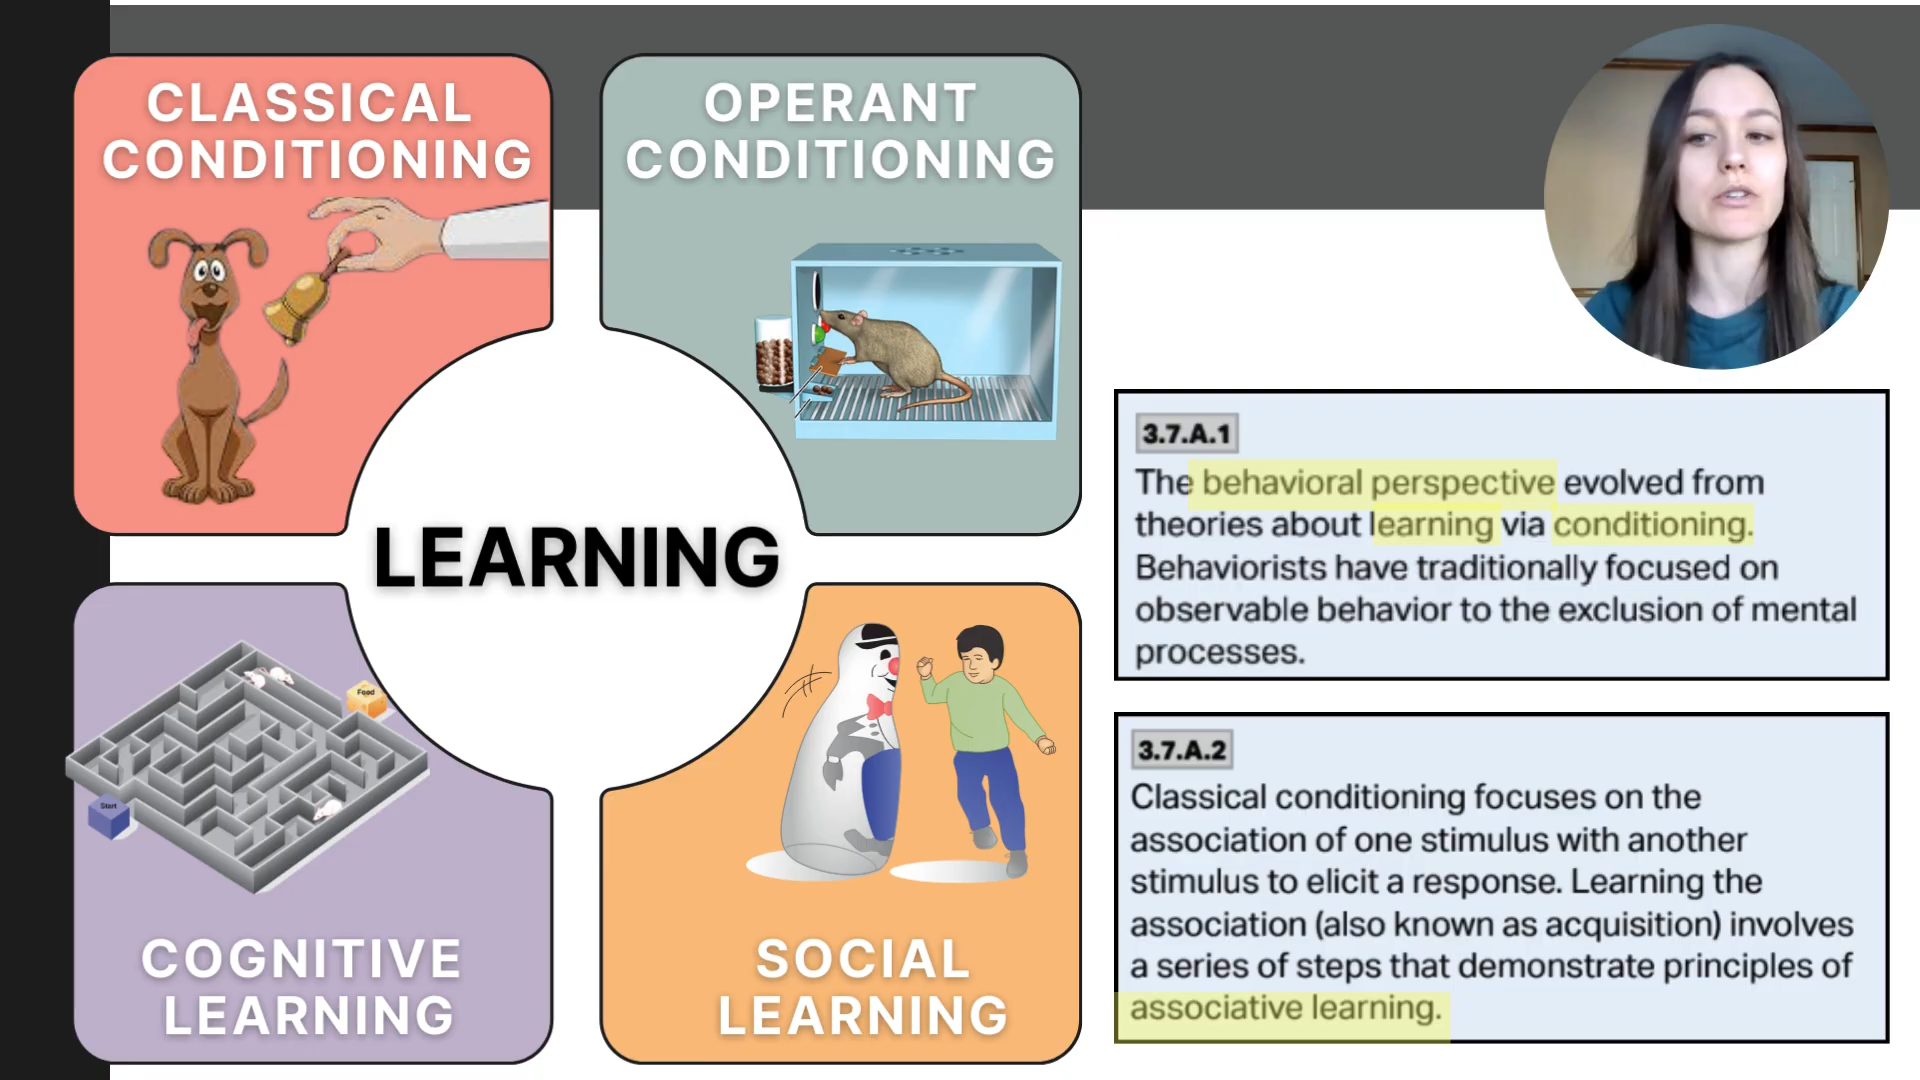 CLASSICAL
CONDITIONING
OPERANT
CONDITIONING
LEARNING
Food
Start
COGNITIVE
LEARNING
SOCIAL
LEARNING
3.7.A.1
The behavioral perspective evolved from
theories about learning via conditioning.
Behaviorists have traditionally focused on
observable behavior to the exclusion of mental
processes.
3.7.A.2
Classical conditioning focuses on the
association of one stimulus with another
stimulus to elicit a response. Learning the
association (also known as acquisition) involves
a series of steps that demonstrate principles of
associative learning.